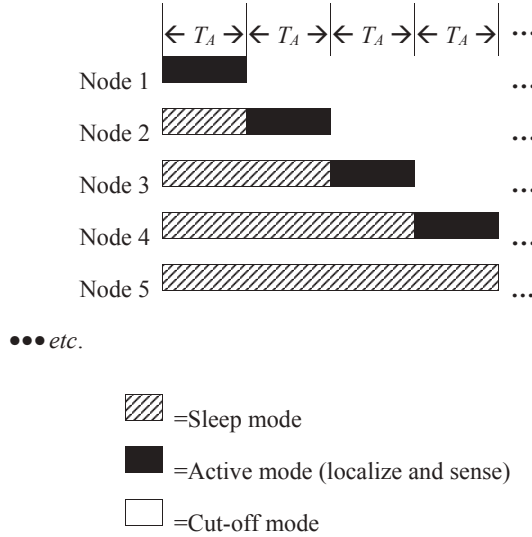 ← T_A → ← T_A → ← T_A → ← T_A → ...
Node 1 ...
Node 2 ...
Node 3 ...
Node 4 ...
Node 5 ...
●●● etc.
=Sleep mode
=Active mode (localize and sense)
=Cut-off mode